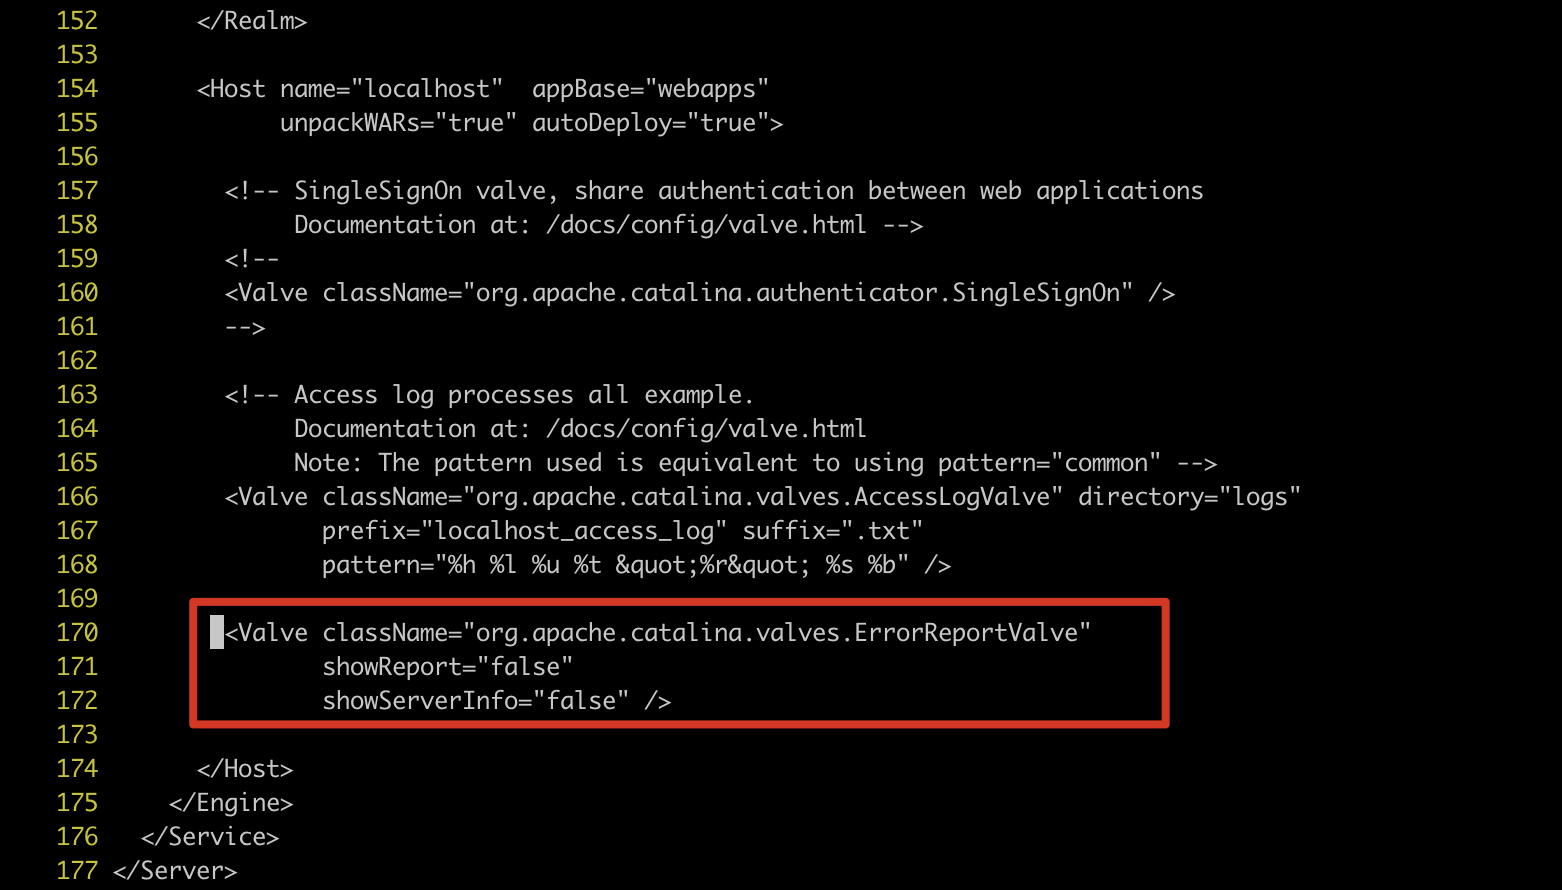 152       </Realm>
153
154       <Host name="localhost"  appBase="webapps"
155             unpackWARs="true" autoDeploy="true">
156
157         <!-- SingleSignOn valve, share authentication between web applications
158              Documentation at: /docs/config/valve.html -->
159         <!--
160         <Valve className="org.apache.catalina.authenticator.SingleSignOn" />
161         -->
162
163         <!-- Access log processes all example.
164              Documentation at: /docs/config/valve.html
165              Note: The pattern used is equivalent to using pattern="common" -->
166         <Valve className="org.apache.catalina.valves.AccessLogValve" directory="logs"
167                prefix="localhost_access_log" suffix=".txt"
168                pattern="%h %l %u %t &quot;%r&quot; %s %b" />
169
170         <Valve className="org.apache.catalina.valves.ErrorReportValve"
171                showReport="false"
172                showServerInfo="false" />
173
174       </Host>
175     </Engine>
176   </Service>
177 </Server>